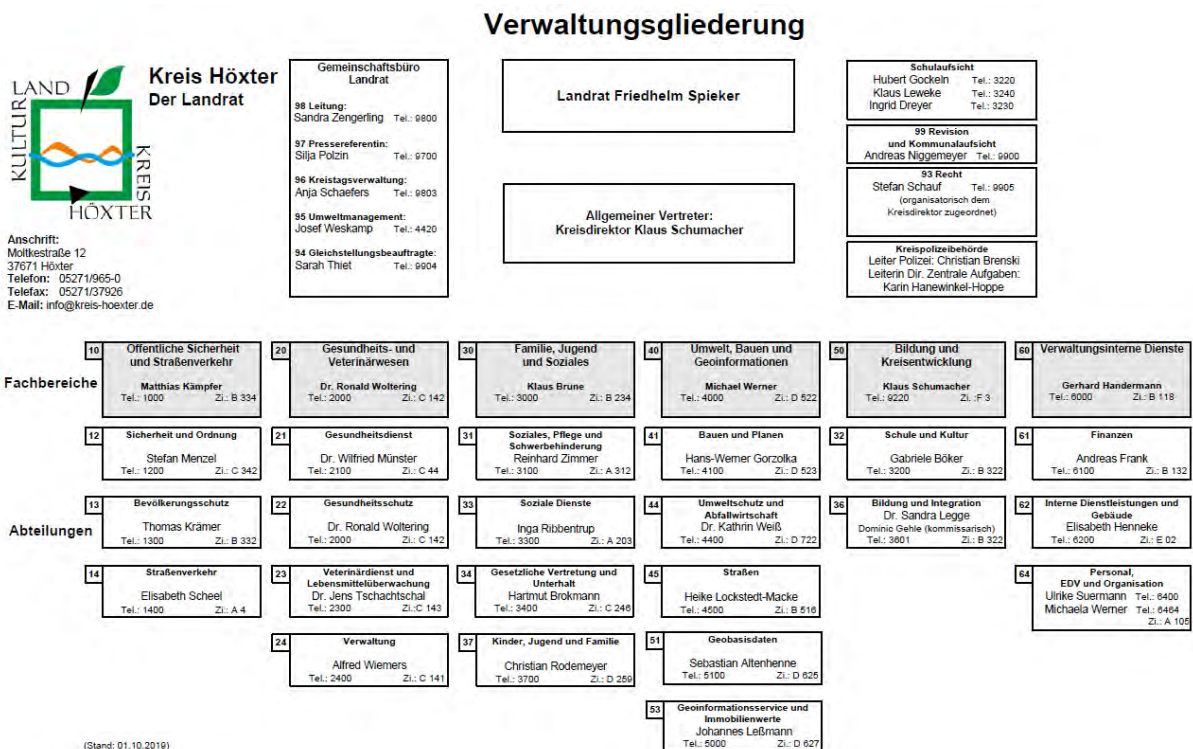 Verwaltungsgliederung
KULTUR
LAND
KREIS
HÖXTER
Kreis Höxter
Der Landrat
Anschrift:
Moltkestraße 12
37671 Höxter
Telefon: 05271/965-0
Telefax: 05271/37926
E-Mail: info@kreis-hoexter.de
Gemeinschaftsbüro
Landrat
98 Leitung:
Sandra Zengerling Tel.: 9800
97 Pressereferentin:
Silja Polzin Tel.: 9700
96 Kreistagsverwaltung:
Anja Schaefers Tel.: 9803
95 Umweltmanagement:
Josef Weskamp Tel.: 4420
94 Gleichstellungsbeauftragte:
Sarah Thiet Tel.: 9904
Landrat Friedhelm Spieker
Allgemeiner Vertreter:
Kreisdirektor Klaus Schumacher
Schulaufsicht
Hubert Gockeln Tel.: 3220
Klaus Leweke Tel.: 3240
Ingrid Dreyer Tel.: 3230
99 Revision
und Kommunalaufsicht
Andreas Niggemeyer Tel.: 9900
93 Recht
Stefan Schauf Tel.: 9905
(organisatorisch dem
Kreisdirektor zugeordnet)
Kreispolizeibehörde
Leiter Polizei: Christian Brenski
Leiterin Dir. Zentrale Aufgaben:
Karin Hanewinkel-Hoppe
Fachbereiche
10
Öffentliche Sicherheit
und Straßenverkehr
Matthias Kämpfer
Tel.: 1000 Zi.: B 334
20
Gesundheits- und
Veterinärwesen
Dr. Ronald Woltering
Tel.: 2000 Zi.: C 142
30
Familie, Jugend
und Soziales
Klaus Brune
Tel.: 3000 Zi.: B 234
40
Umwelt, Bauen und
Geoinformationen
Michael Werner
Tel.: 4000 Zi.: D 522
50
Bildung und
Kreisentwicklung
Klaus Schumacher
Tel.: 9220 Zi. :F 3
60
Verwaltungsinterne Dienste
Gerhard Handermann
Tel.: 6000 Zi.: B 118
Abteilungen
12
Sicherheit und Ordnung
Stefan Menzel
Tel.: 1200 Zi.: C 342
21
Gesundheitsdienst
Dr. Wilfried Münster
Tel.: 2100 Zi.: C 44
31
Soziales, Pflege und
Schwerbehinderung
Reinhard Zimmer
Tel.: 3100 Zi.: A 312
41
Bauen und Planen
Hans-Werner Gorzolka
Tel.: 4100 Zi.: D 523
32
Schule und Kultur
Gabriele Böker
Tel.: 3200 Zi.: B 322
61
Finanzen
Andreas Frank
Tel.: 6100 Zi.: B 132
13
Bevölkerungsschutz
Thomas Krämer
Tel.: 1300 Zi.: B 332
22
Gesundheitsschutz
Dr. Ronald Woltering
Tel.: 2000 Zi.: C 142
33
Soziale Dienste
Inga Ribbentrup
Tel.: 3300 Zi.: A 203
44
Umweltschutz und
Abfallwirtschaft
Dr. Kathrin Weiß
Tel.: 4400 Zi.: D 722
36
Bildung und Integration
Dr. Sandra Legge
Dominic Gehle (kommissarisch)
Tel.: 3601 Zi.: B 322
62
Interne Dienstleistungen und
Gebäude
Elisabeth Henneke
Tel.: 6200 Zi.: E 02
14
Straßenverkehr
Elisabeth Scheel
Tel.: 1400 Zi.: A 4
23
Veterinärdienst und
Lebensmittelüberwachung
Dr. Jens Tschachtschal
Tel.: 2300 Zi.:C 143
34
Gesetzliche Vertretung und
Unterhalt
Hartmut Brokmann
Tel.: 3400 Zi.: C 246
45
Straßen
Heike Lockstedt-Macke
Tel.: 4500 Zi.: B 516
64
Personal,
EDV und Organisation
Ulrike Suermann Tel.: 6400
Michaela Werner Tel.: 6464
Zi.: A 105
24
Verwaltung
Alfred Wiemers
Tel.: 2400 Zi.: C 141
37
Kinder, Jugend und Familie
Christian Rodemeyer
Tel.: 3700 Zi.: D 259
51
Geobasisdaten
Sebastian Altenhenne
Tel.: 5100 Zi.: D 625
53
Geoinformationsservice und
Immobilienwerte
Johannes Leßmann
Tel.: 5000 Zi.: D 627
(Stand: 01.10.2019)